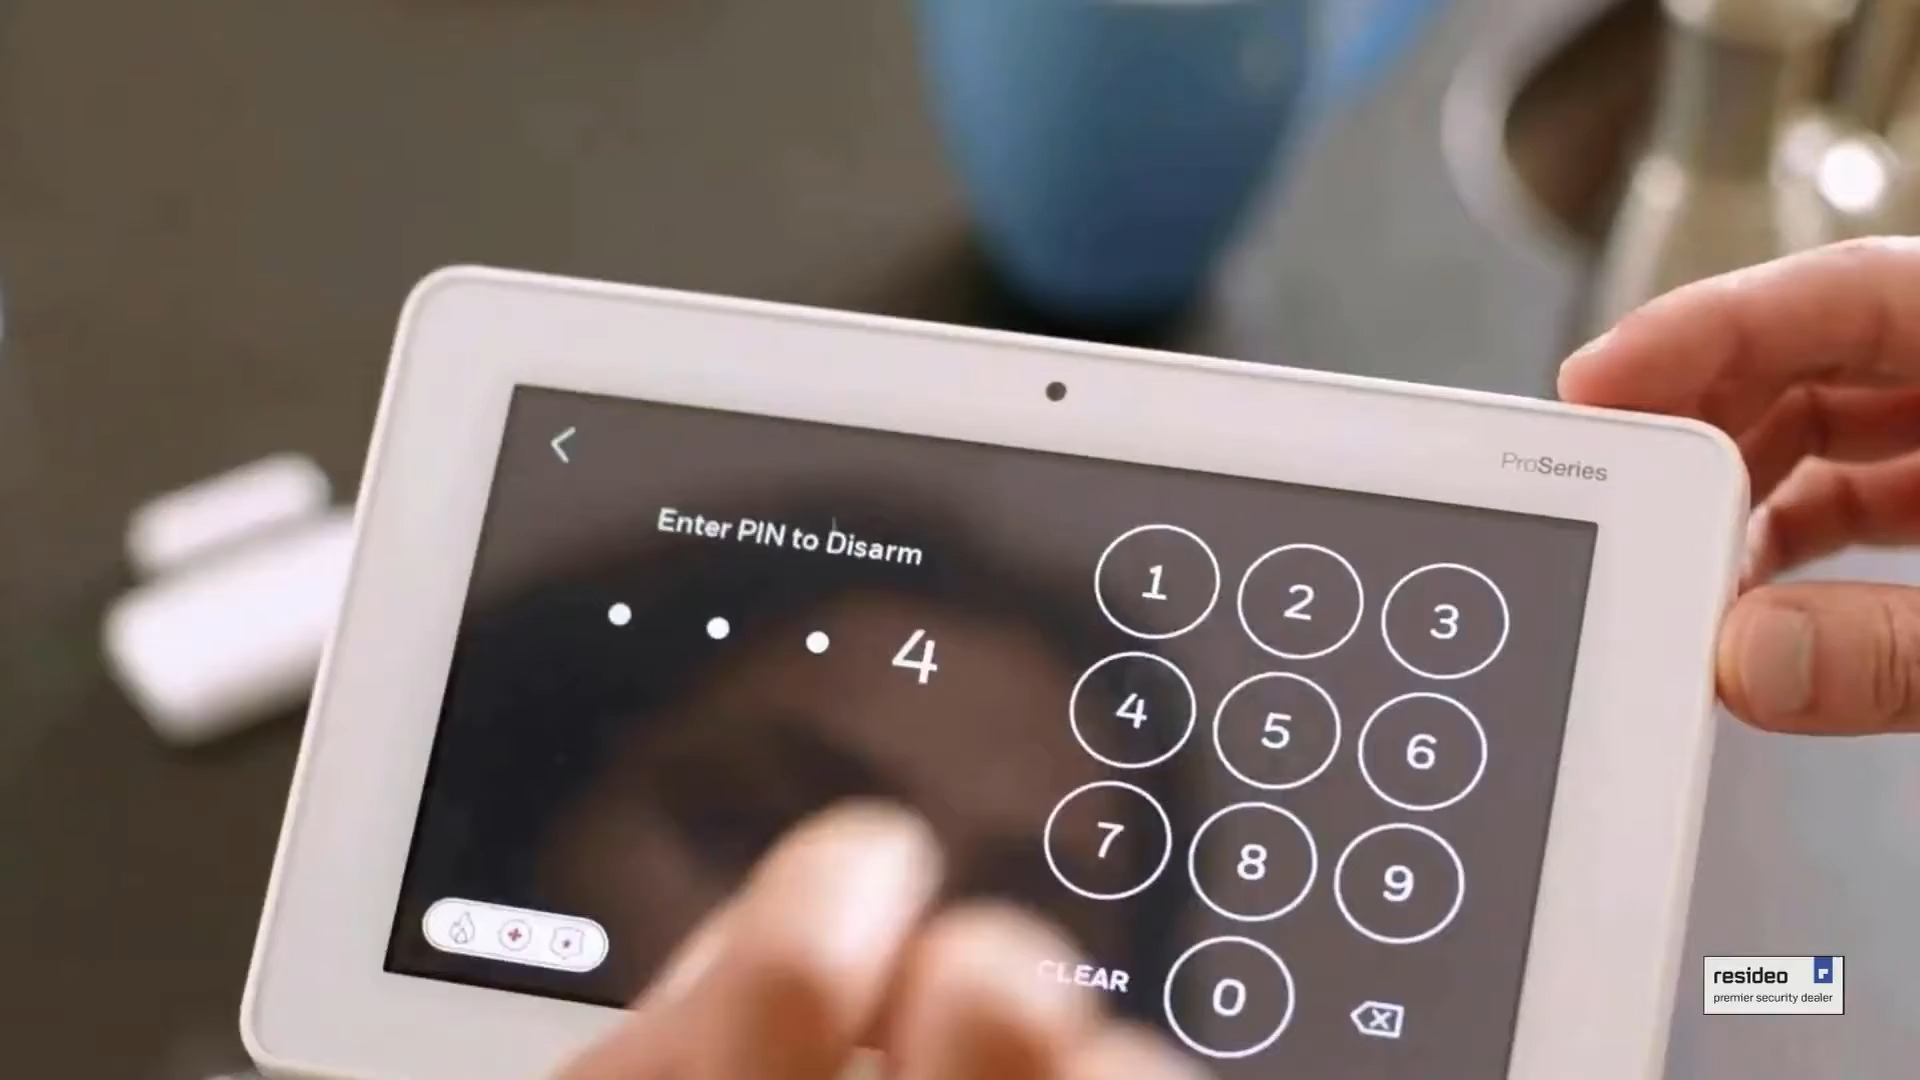 ProSeries
Enter PIN to Disarm
4
1 2 3
4 5 6
7 8 9
CLEAR 0
resideo
premier security dealer